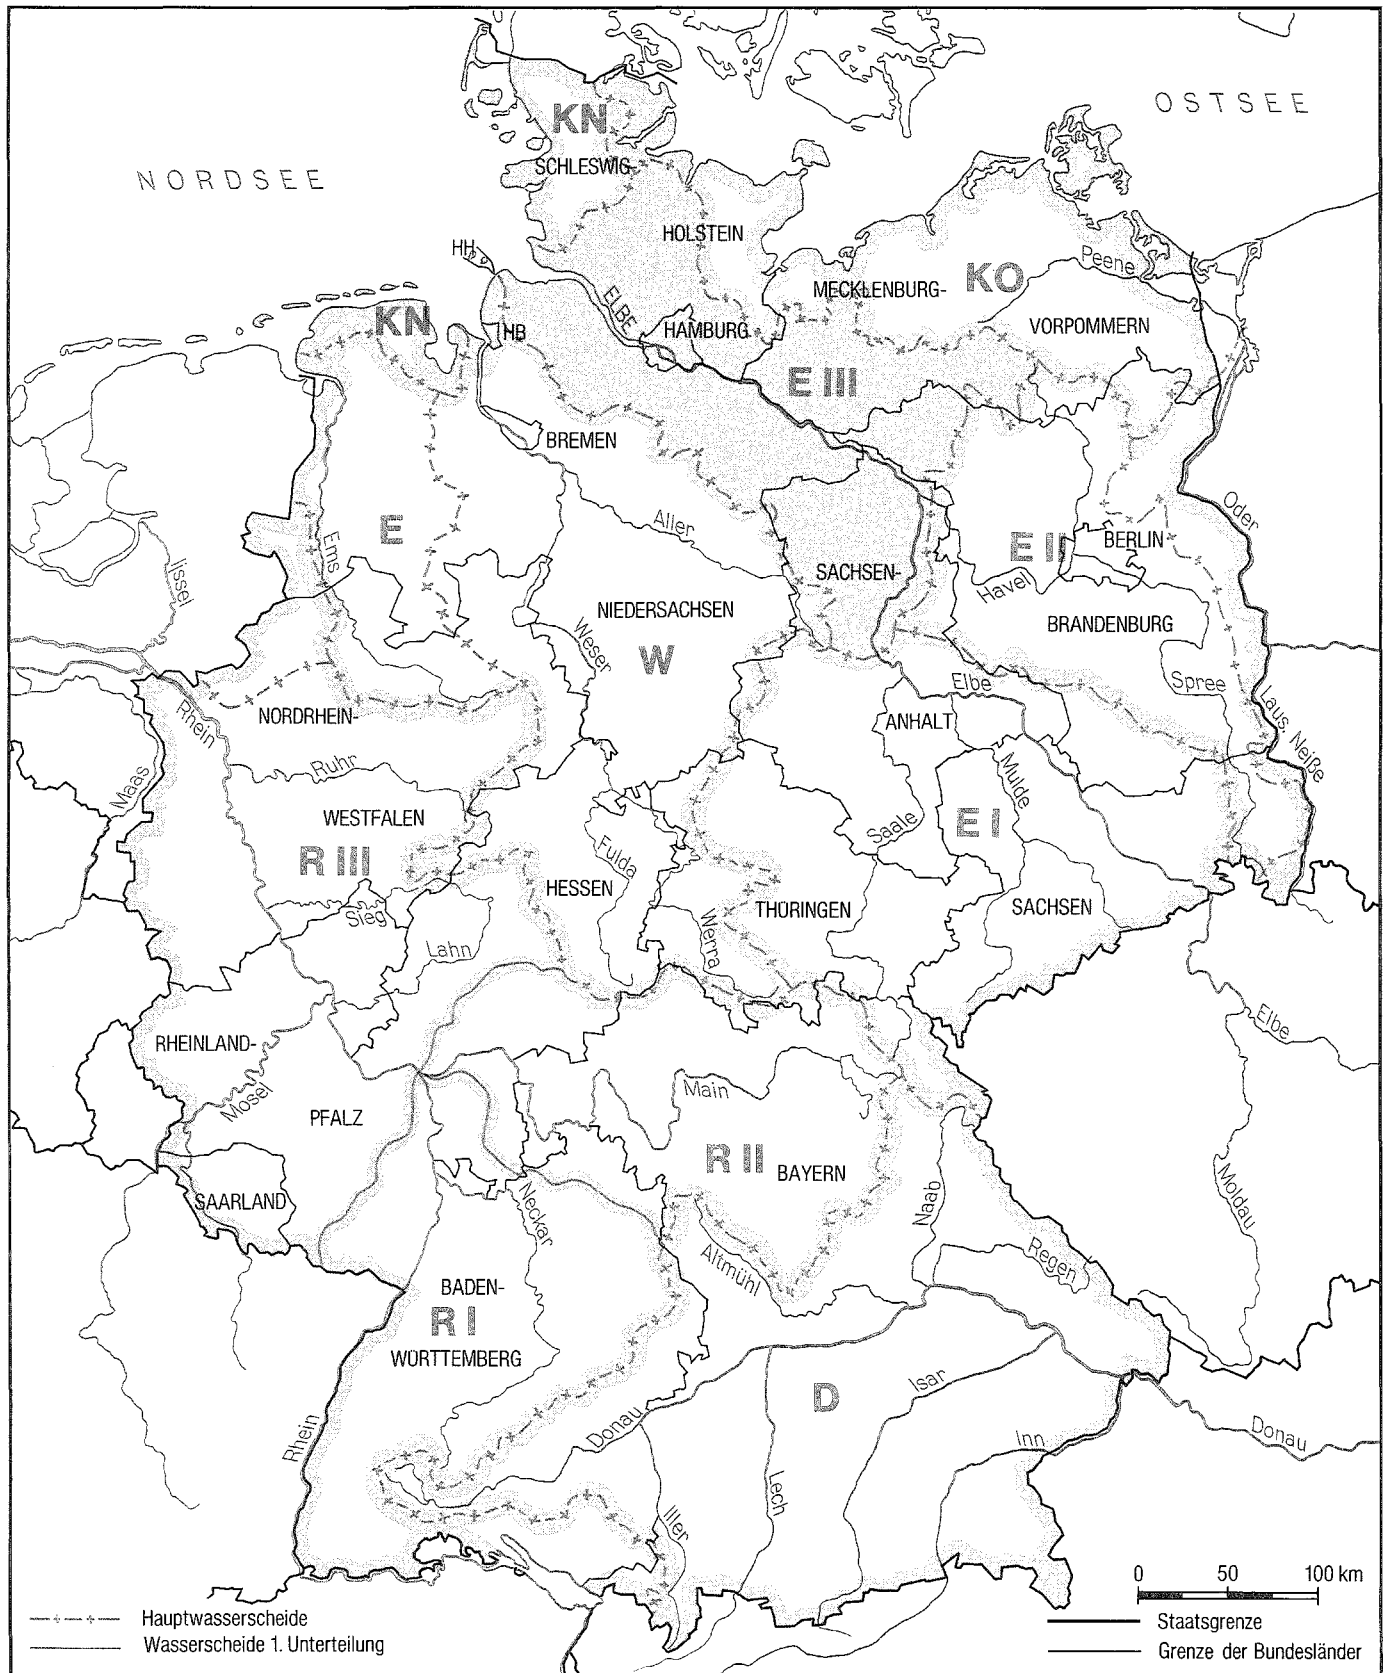 OSTSEE
KN
NORDSEE
SCHLESWIG-
HOLSTEIN
HH
Peene
KO
MECKLENBURG-
ELBE
KN
HB
HAMBURG
VORPOMMERN
E III
BREMEN
Oder
Aller
E
Ems
BERLIN
E II
Ijssel
SACHSEN-
Havel
NIEDERSACHSEN
BRANDENBURG
Weser
W
Spree
Elbe
Rhein
NORDRHEIN-
ANHALT
Laus. Neiße
Ruhr
Maas
Mulde
WESTFALEN
E I
Saale
R III
Fulda
HESSEN
THÜRINGEN
SACHSEN
Sieg
Werra
Lahn
Elbe
RHEINLAND-
Main
Mosel
PFALZ
R II
BAYERN
Moldau
SAARLAND
Neckar
Naab
Regen
Altmühl
BADEN-
R I
WÜRTTEMBERG
D
Isar
Donau
Rhein
Inn
Donau
Lech
Iller
0 50 100 km
Hauptwasserscheide
Wasserscheide 1. Unterteilung
Staatsgrenze
Grenze der Bundesländer